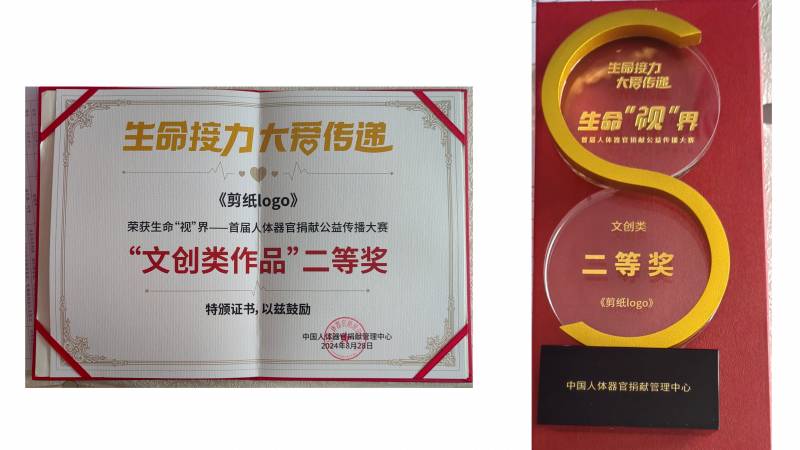 生命接力 大爱传递
《剪纸logo》
荣获生命“视”界——首届人体器官捐献公益传播大赛
“文创类作品”二等奖
特颁证书，以兹鼓励
中国人体器官捐献管理中心
2024年8月28日
生命接力
大爱传递
生命“视”界
首届人体器官捐献公益传播大赛
文创类
二等奖
《剪纸logo》
中国人体器官捐献管理中心